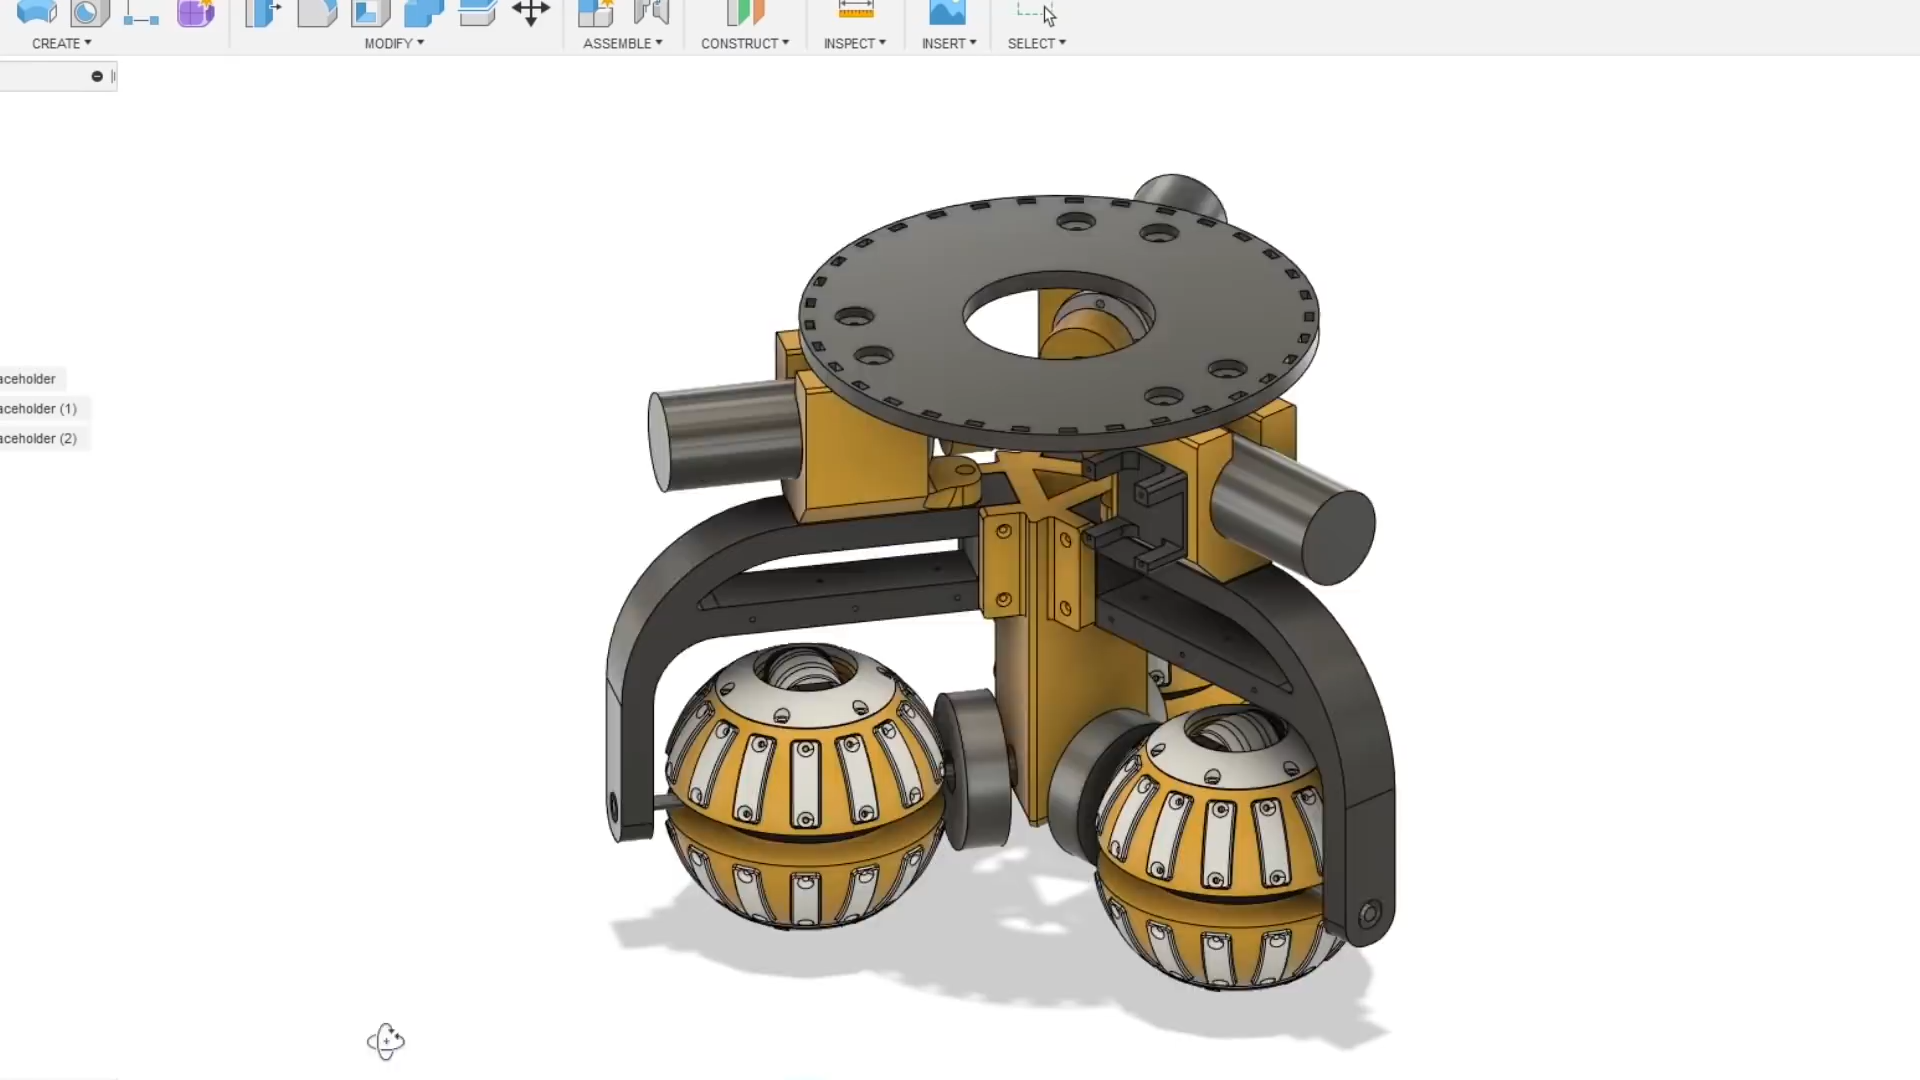 CREATE MODIFY ASSEMBLE CONSTRUCT INSPECT INSERT SELECT
aceholder
aceholder (1)
aceholder (2)